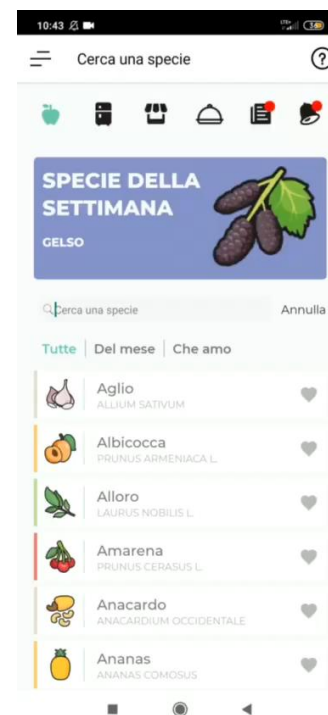 10:43
Cerca una specie
SPECIE DELLA
SETTIMANA
GELSO
Cerca una specie
Annulla
Tutte
Del mese
Che amo
Aglio
ALLIUM SATIVUM
Albicocca
PRUNUS ARMENIACA L.
Alloro
LAURUS NOBILIS L.
Amarena
PRUNUS CERASUS L.
Anacardo
ANACARDIUM OCCIDENTALE
Ananas
ANANAS COMOSUS